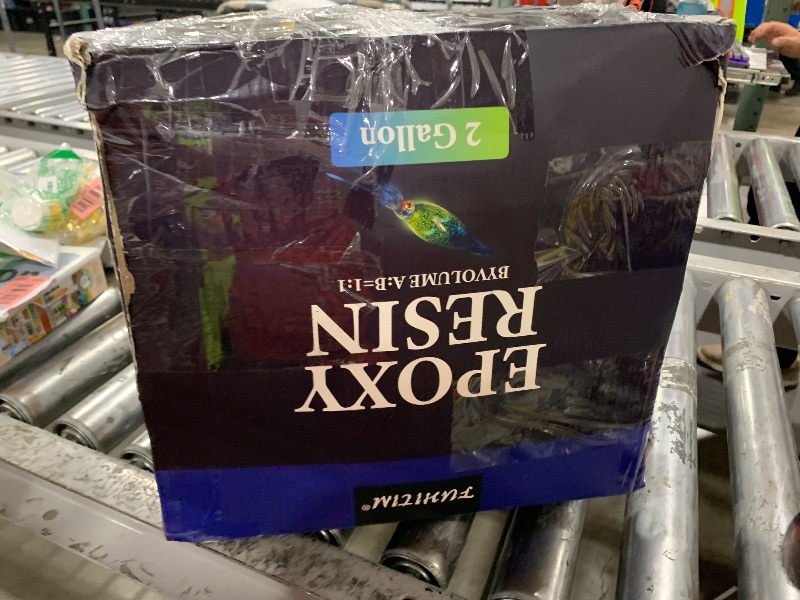 FUHITIM®
EPOXY
RESIN
BYVOLUME A:B=1:1
2 Gallon